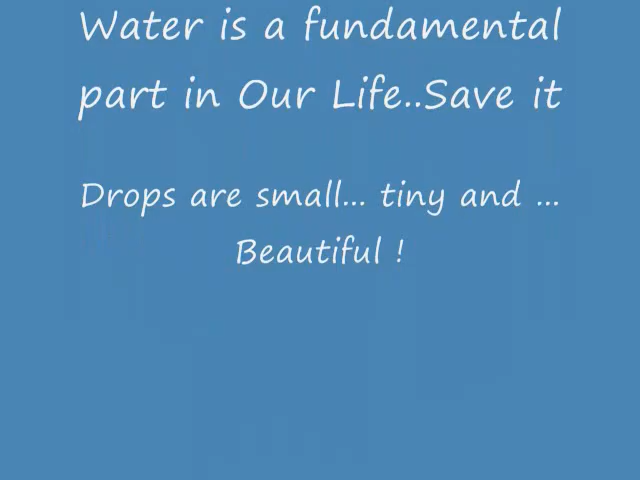 Water is a fundamental
part in Our Life..Save it
Drops are small... tiny and ...
Beautiful !